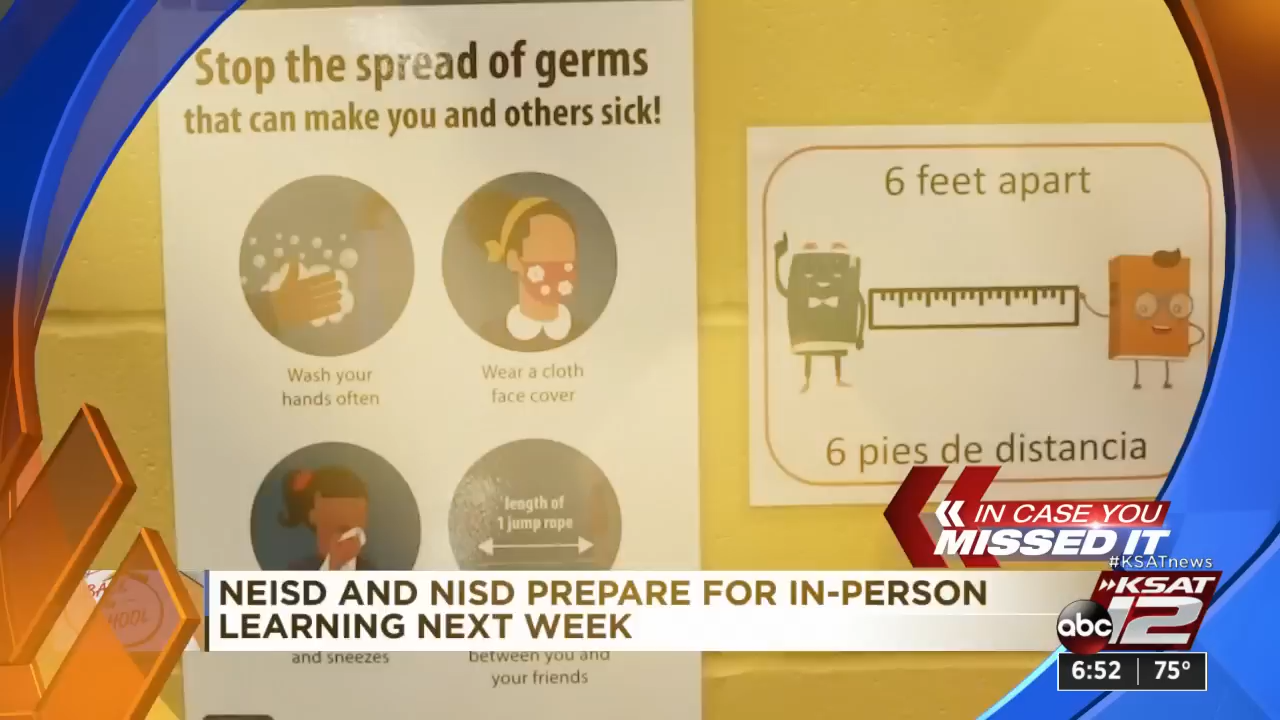 Stop the spread of germs
that can make you and others sick!
Wash your
hands often
Wear a cloth
face cover
length of
1 jump rope
and sneezes
between you and
your friends
6 feet apart
6 pies de distancia
IN CASE YOU
MISSED IT
#KSATnews
NEISD AND NISD PREPARE FOR IN-PERSON
LEARNING NEXT WEEK
KSAT
abc 12
6:52 75°